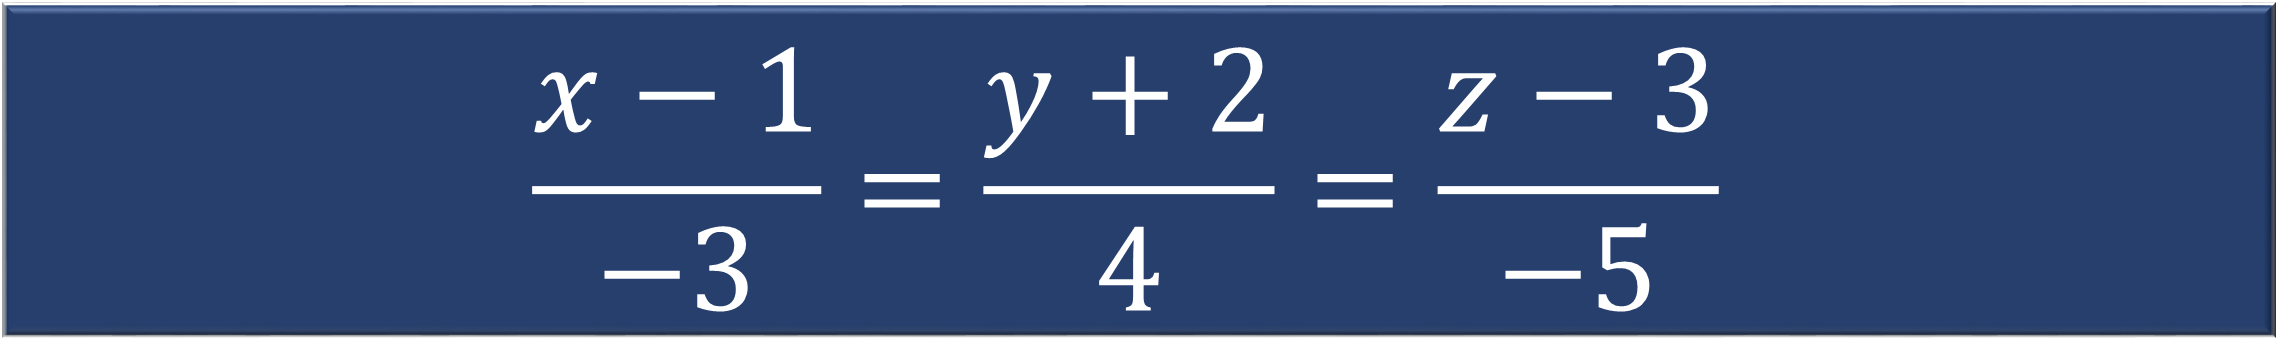 x − 1 / −3 = y + 2 / 4 = z − 3 / −5